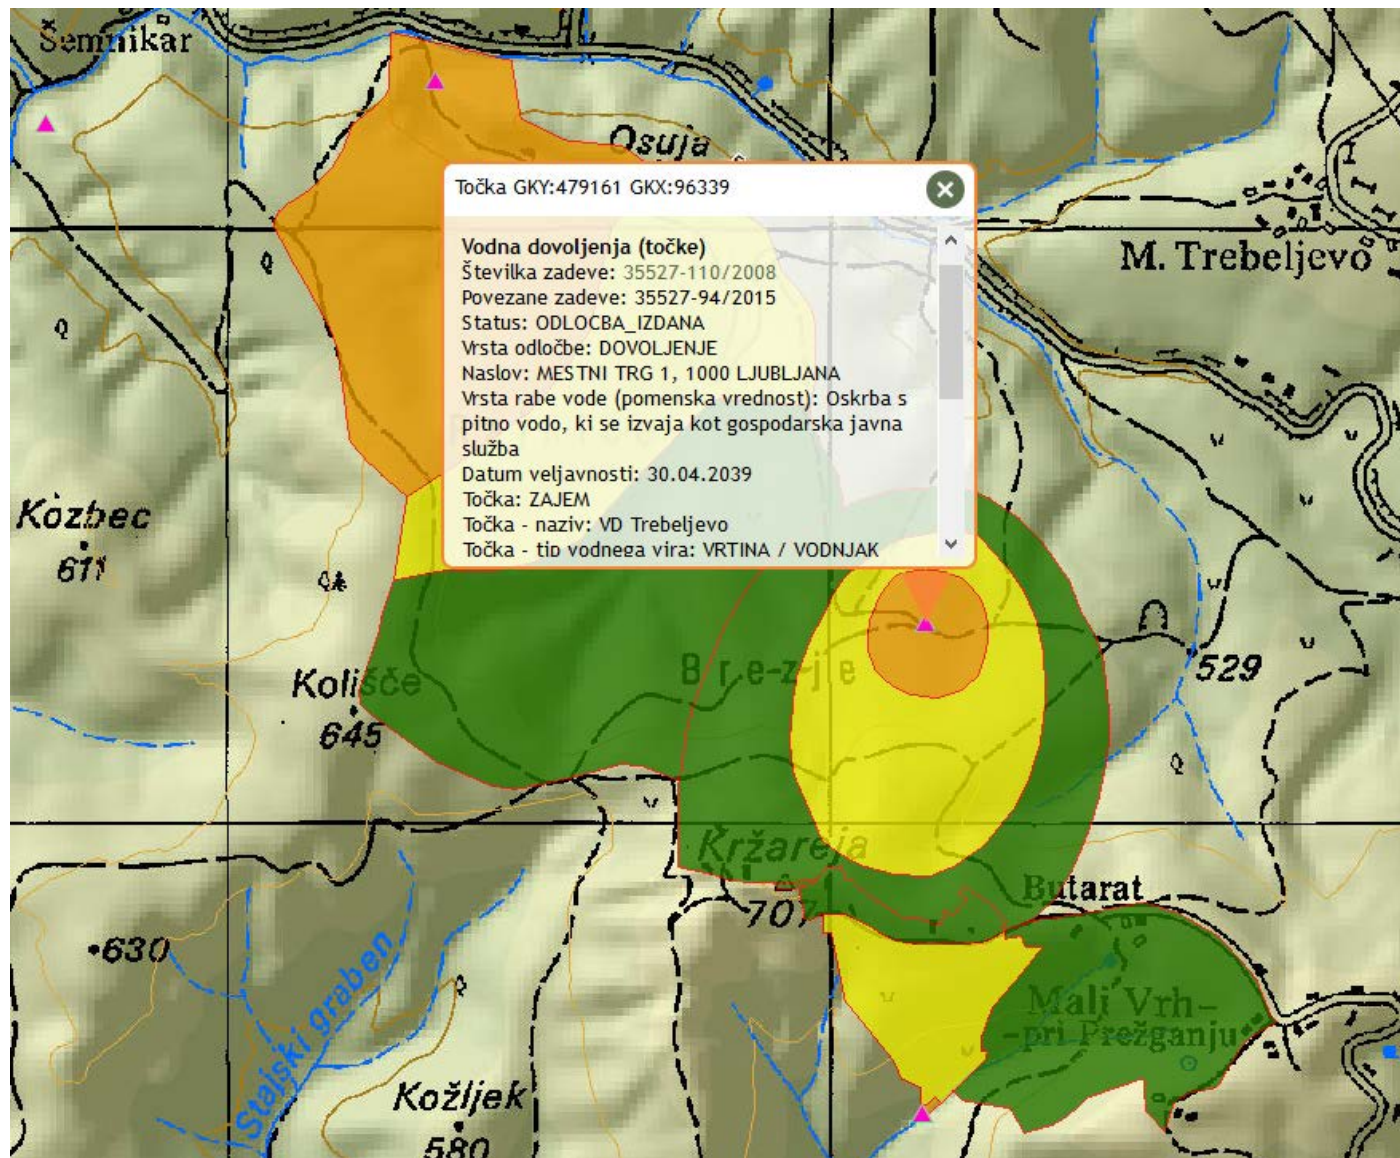 Šemnikar
Osuja
Točka GKY:479161 GKX:96339
Vodna dovoljenja (točke)
Številka zadeve: 35527-110/2008
Povezane zadeve: 35527-94/2015
Status: ODLOCBA_IZDANA
Vrsta odločbe: DOVOLJENJE
Naslov: MESTNI TRG 1, 1000 LJUBLJANA
Vrsta rabe vode (pomenska vrednost): Oskrba s
pitno vodo, ki se izvaja kot gospodarska javna
služba
Datum veljavnosti: 30.04.2039
Točka: ZAJEM
Točka - naziv: VD Trebeljevo
Točka - tip vodnega vira: VRTINA / VODNJAK
M. Trebeljevo
Kozbec
611
Kolišče
645
B r e z j e
529
Kržareja
707
Butarat
630
Stajski graben
Mali Vrh-
-pri Prežganju
Kožljek
580